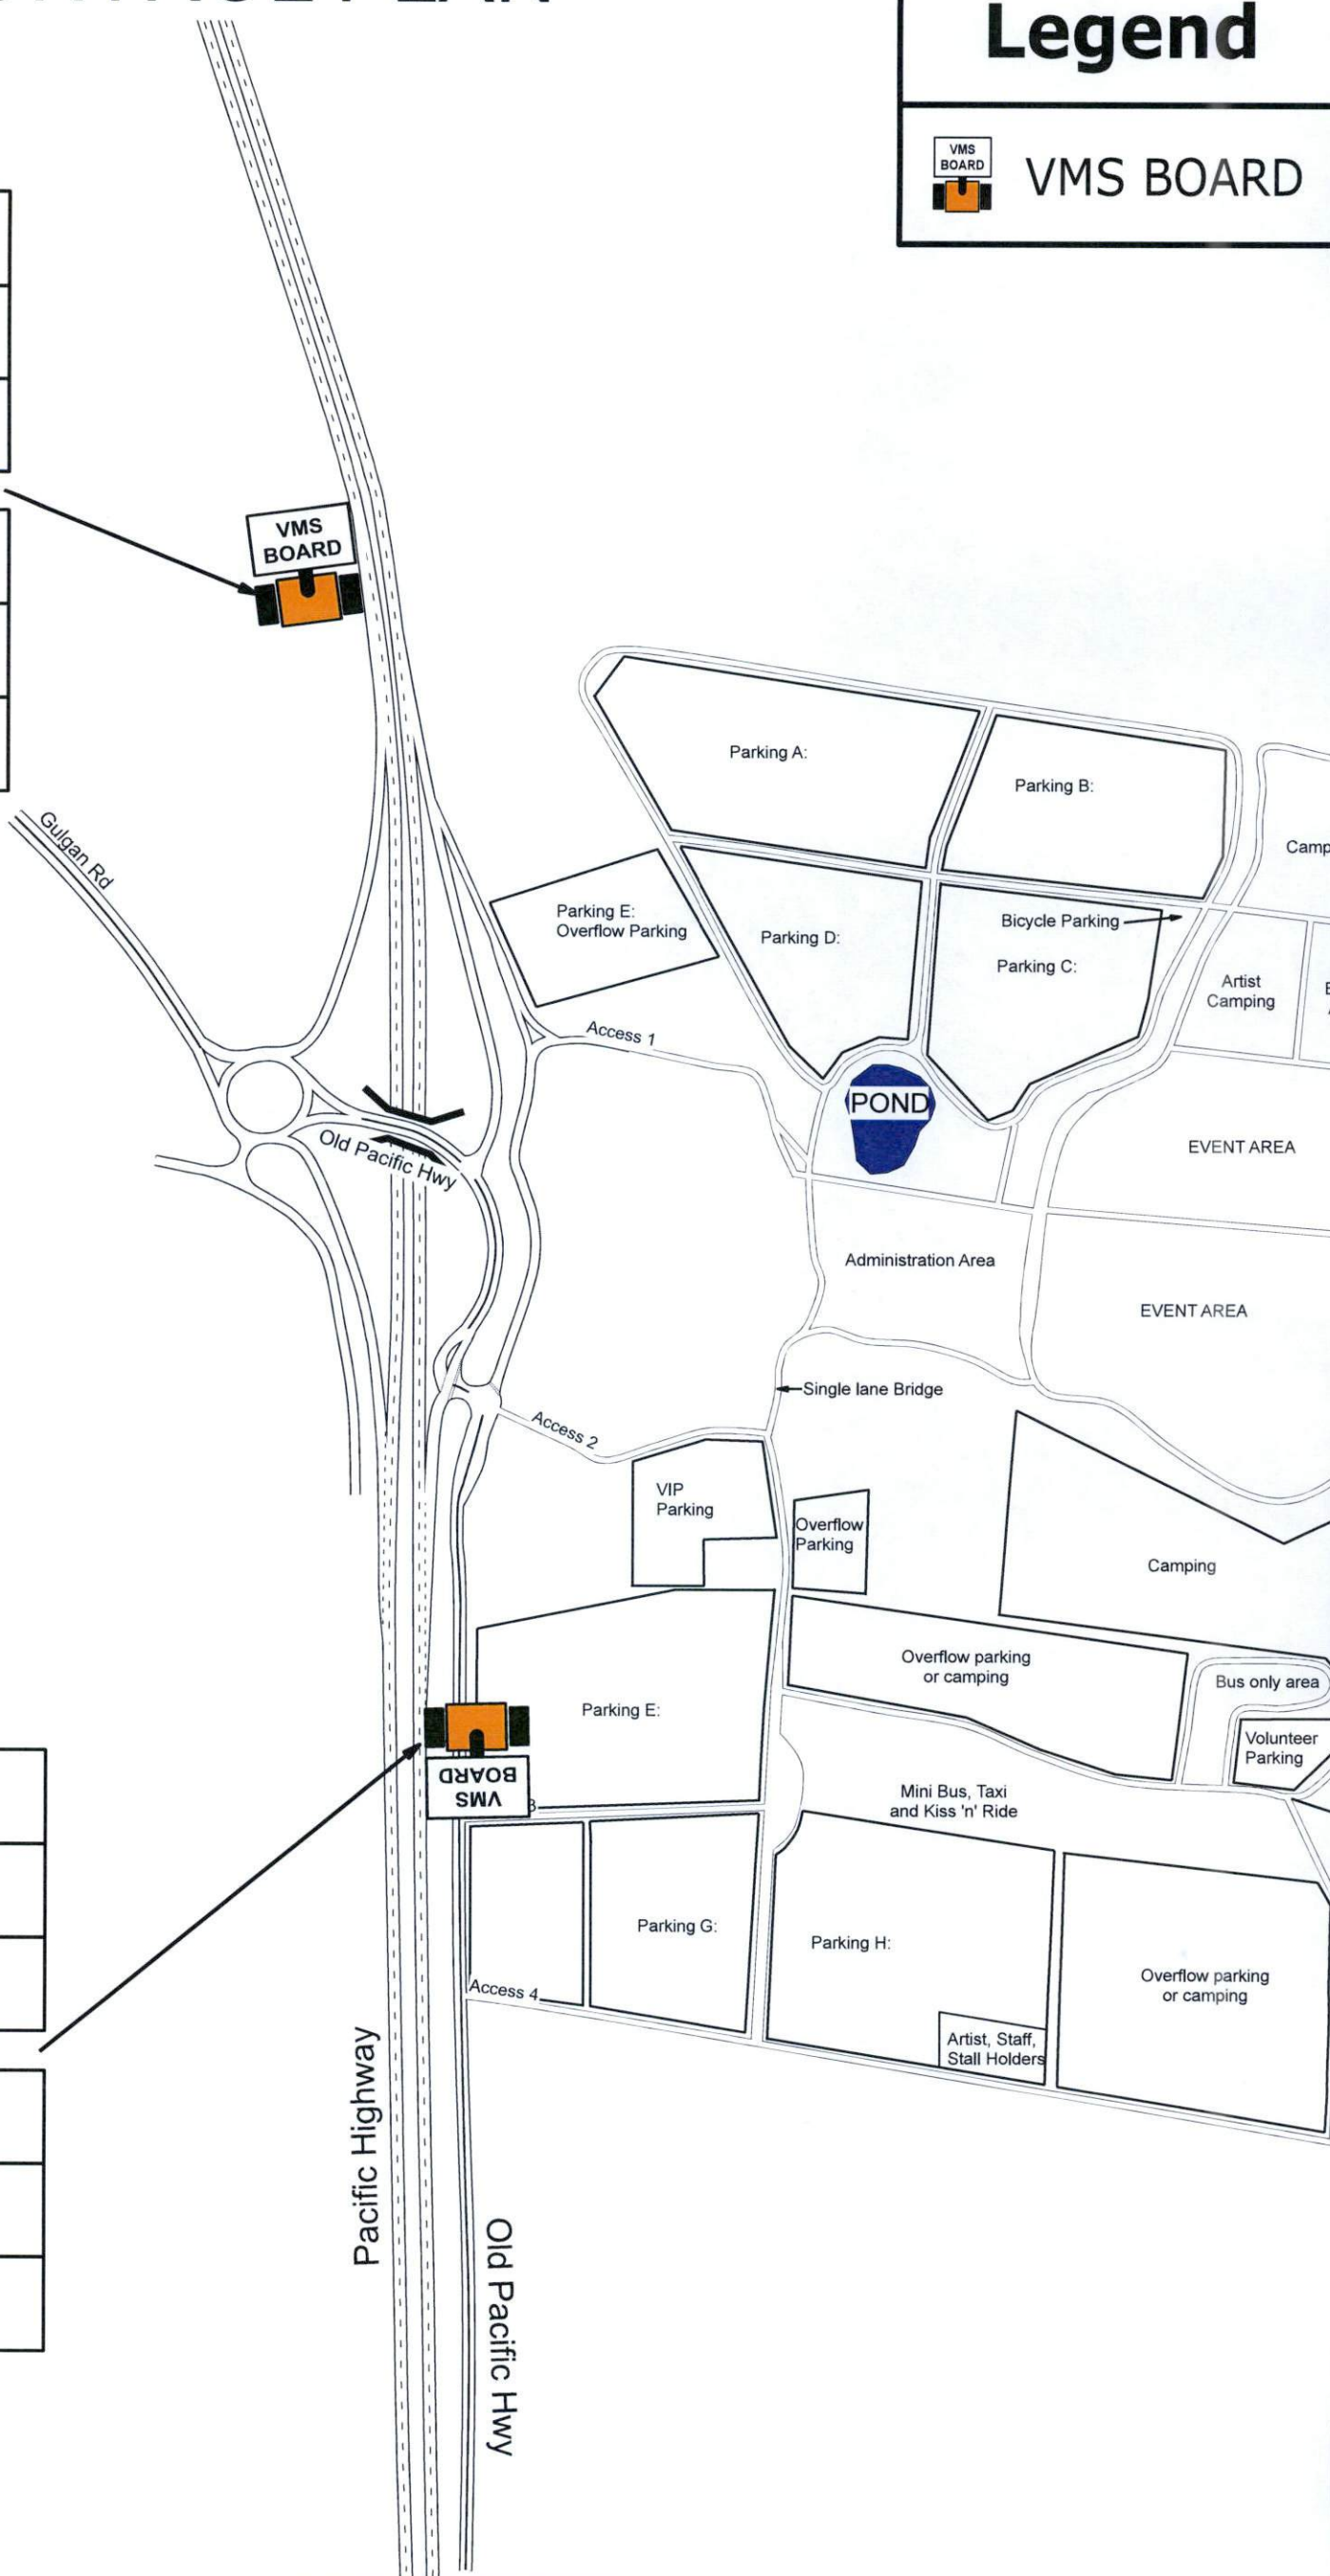 Legend
VMS
BOARD
VMS BOARD
VMS
BOARD
Gulgan Rd
Parking A:
Parking B:
Parking E:
Overflow Parking
Parking D:
Bicycle Parking
Parking C:
Artist
Camping
Access 1
POND
Old Pacific Hwy
EVENT AREA
Administration Area
EVENT AREA
Single lane Bridge
Access 2
VIP
Parking
Overflow
Parking
Camping
Overflow parking
or camping
Bus only area
Parking E:
Volunteer
Parking
VMS
BOARD
Mini Bus, Taxi
and Kiss 'n' Ride
Parking G:
Parking H:
Overflow parking
or camping
Access 4
Artist, Staff,
Stall Holders
Pacific Highway
Old Pacific Hwy